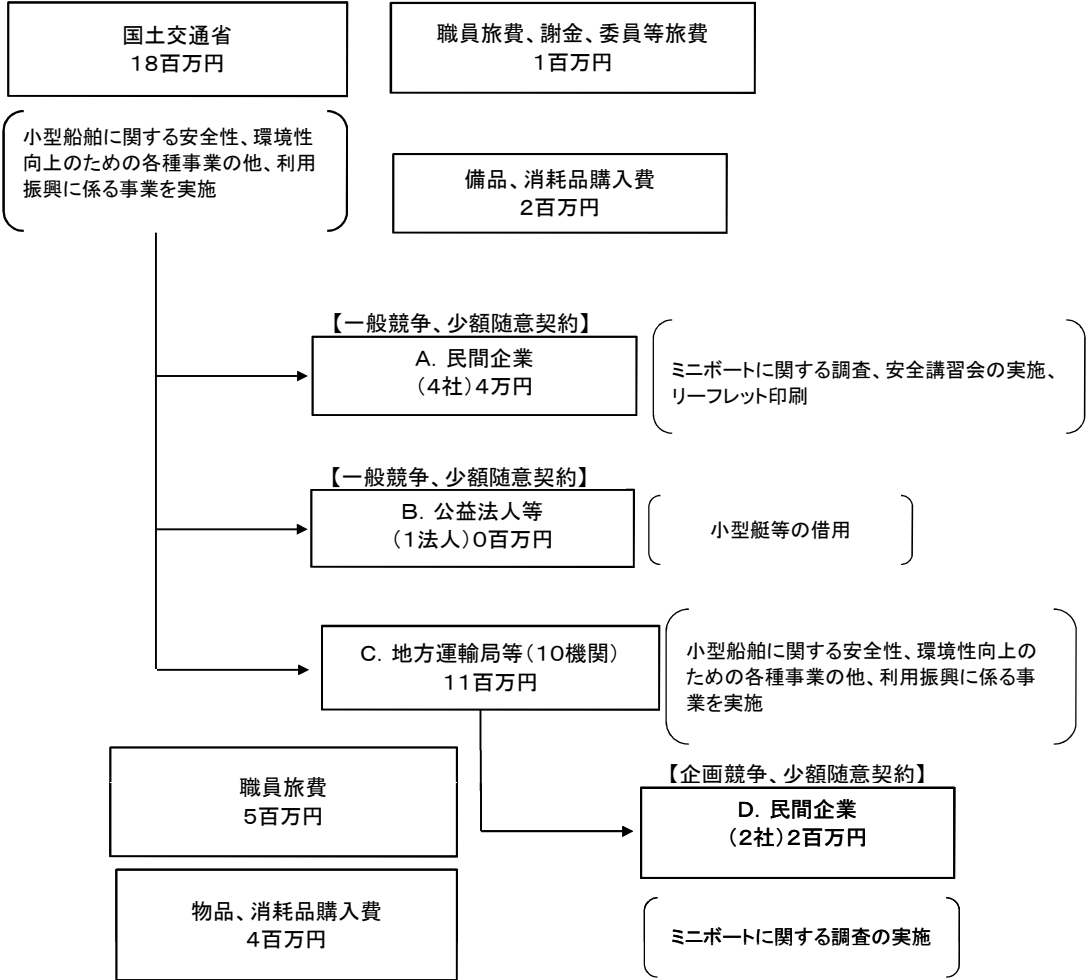 国土交通省
18百万円
職員旅費、謝金、委員等旅費
1百万円
小型船舶に関する安全性、環境性
向上のための各種事業の他、利用
振興に係る事業を実施
備品、消耗品購入費
2百万円
【一般競争、少額随意契約】
A．民間企業
(4社)4万円
ミニボートに関する調査、安全講習会の実施、
リーフレット印刷
【一般競争、少額随意契約】
B．公益法人等
(1法人)0百万円
小型艇等の借用
C．地方運輸局等(10機関)
11百万円
小型船舶に関する安全性、環境性向上の
ための各種事業の他、利用振興に係る事
業を実施
職員旅費
5百万円
【企画競争、少額随意契約】
D．民間企業
(2社)2百万円
物品、消耗品購入費
4百万円
ミニボートに関する調査の実施